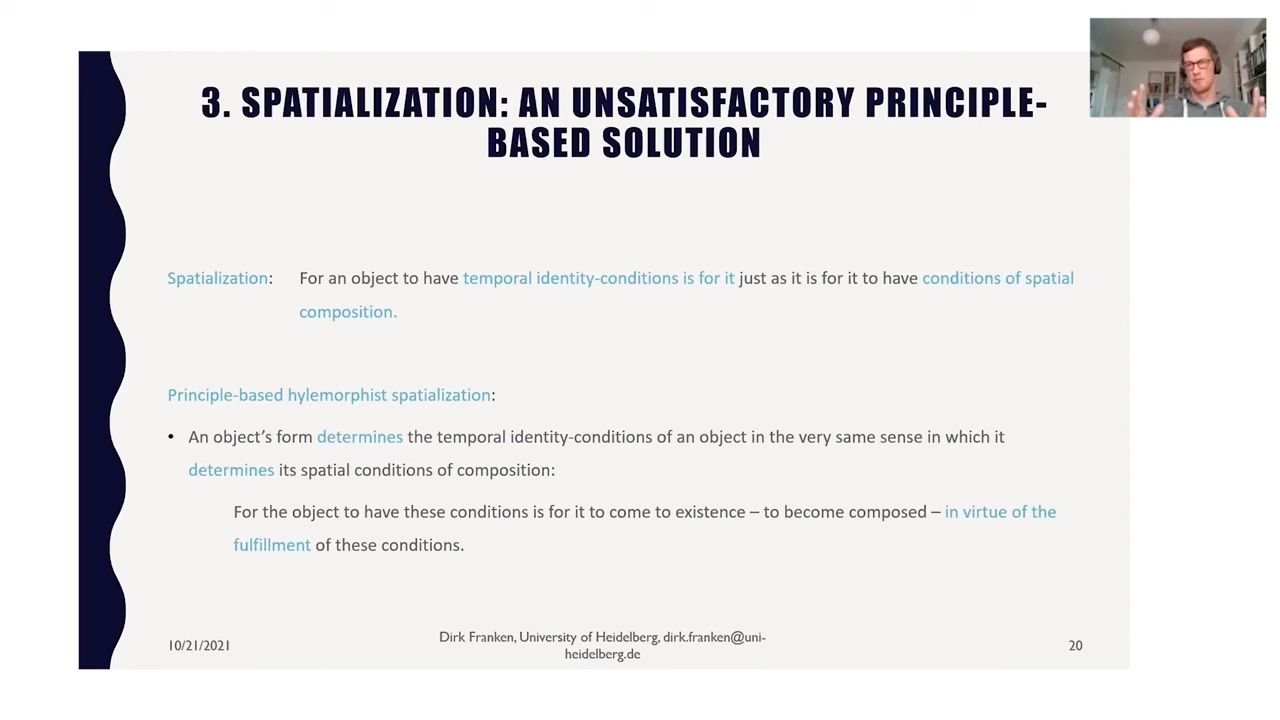 3. SPATIALIZATION: AN UNSATISFACTORY PRINCIPLE-
BASED SOLUTION
Spatialization: For an object to have temporal identity-conditions is for it just as it is for it to have conditions of spatial
composition.
Principle-based hylemorphist spatialization:
• An object's form determines the temporal identity-conditions of an object in the very same sense in which it
determines its spatial conditions of composition:
For the object to have these conditions is for it to come to existence – to become composed – in virtue of the
fulfillment of these conditions.
10/21/2021
Dirk Franken, University of Heidelberg, dirk.franken@uni-
heidelberg.de
20